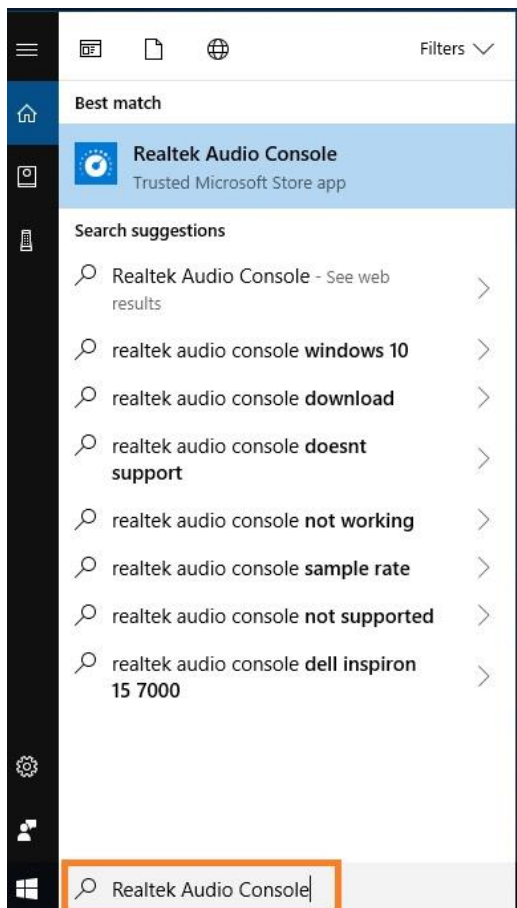 Filters
Best match
Realtek Audio Console
Trusted Microsoft Store app
Search suggestions
Realtek Audio Console - See web
results
realtek audio console windows 10
realtek audio console download
realtek audio console doesnt
support
realtek audio console not working
realtek audio console sample rate
realtek audio console not supported
realtek audio console dell inspiron
15 7000
Realtek Audio Console